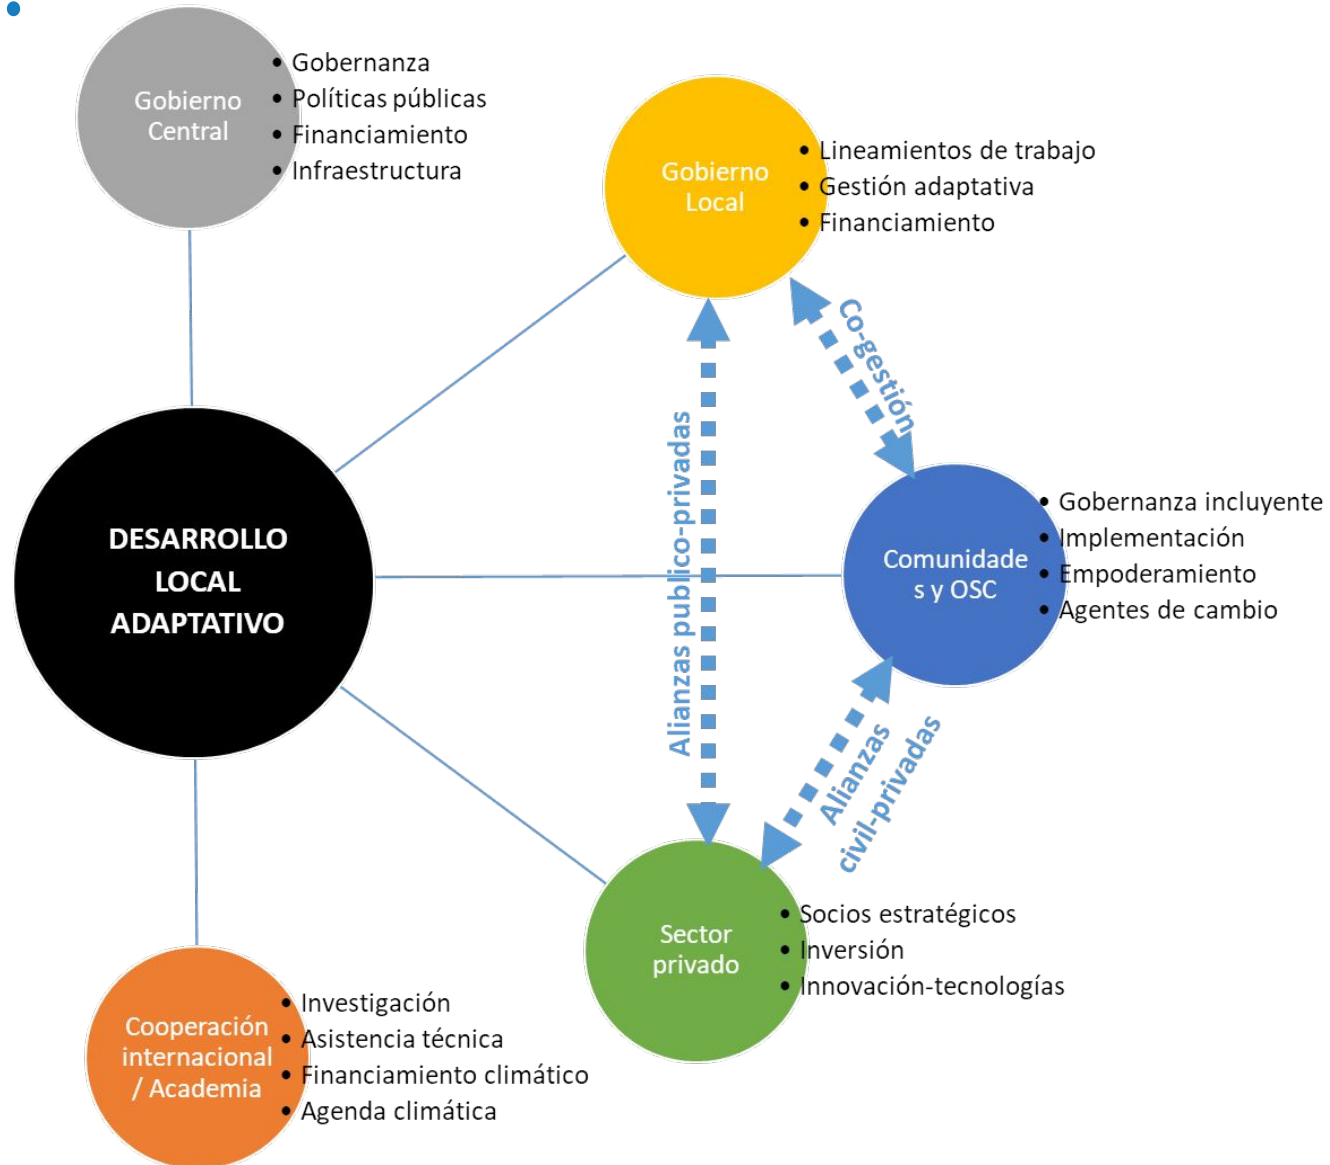 Gobierno
Central
• Gobernanza
• Políticas públicas
• Financiamiento
• Infraestructura
Gobierno
Local
• Lineamientos de trabajo
• Gestión adaptativa
• Financiamiento
Co-gestión
Alianzas publico-privadas
DESARROLLO
LOCAL
ADAPTATIVO
Comunidade
s y OSC
• Gobernanza incluyente
• Implementación
• Empoderamiento
• Agentes de cambio
Alianzas
civil-privadas
Sector
privado
• Socios estratégicos
• Inversión
• Innovación-tecnologías
Cooperación
internacional
/ Academia
• Investigación
• Asistencia técnica
• Financiamiento climático
• Agenda climática